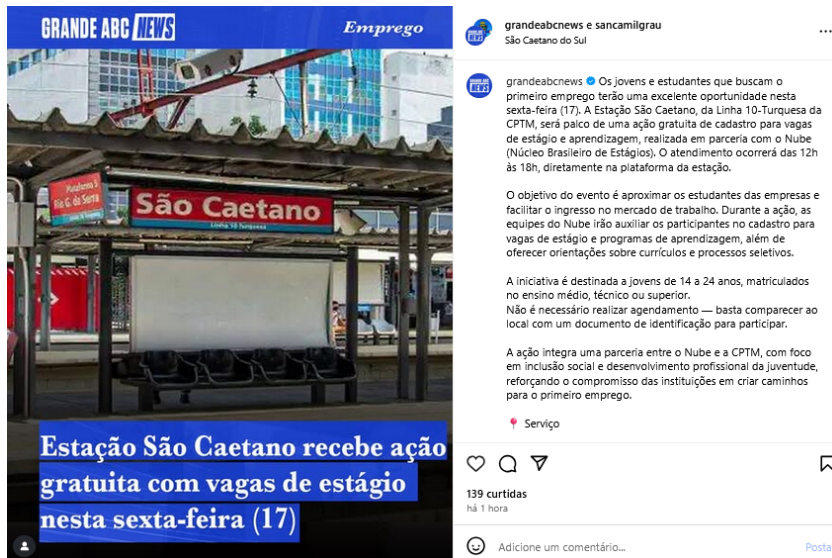 GRANDE ABC NEWS
Emprego
Plataforma 3
Rio G. da Serra
Linha 10-Turquesa
São Caetano
Linha 10-Turquesa
Estação São Caetano recebe ação
gratuita com vagas de estágio
nesta sexta-feira (17)
grandeabcnews e sancamilgrau
São Caetano do Sul
grandeabcnews Os jovens e estudantes que buscam o
primeiro emprego terão uma excelente oportunidade nesta
sexta-feira (17). A Estação São Caetano, da Linha 10-Turquesa da
CPTM, será palco de uma ação gratuita de cadastro para vagas
de estágio e aprendizagem, realizada em parceria com o Nube
(Núcleo Brasileiro de Estágios). O atendimento ocorrerá das 12h
às 18h, diretamente na plataforma da estação.
O objetivo do evento é aproximar os estudantes das empresas e
facilitar o ingresso no mercado de trabalho. Durante a ação, as
equipes do Nube irão auxiliar os participantes no cadastro para
vagas de estágio e programas de aprendizagem, além de
oferecer orientações sobre currículos e processos seletivos.
A iniciativa é destinada a jovens de 14 a 24 anos, matriculados
no ensino médio, técnico ou superior.
Não é necessário realizar agendamento — basta comparecer ao
local com um documento de identificação para participar.
A ação integra uma parceria entre o Nube e a CPTM, com foco
em inclusão social e desenvolvimento profissional da juventude,
reforçando o compromisso das instituições em criar caminhos
para o primeiro emprego.
📍 Serviço
139 curtidas
há 1 hora
Adicione um comentário...
Posta